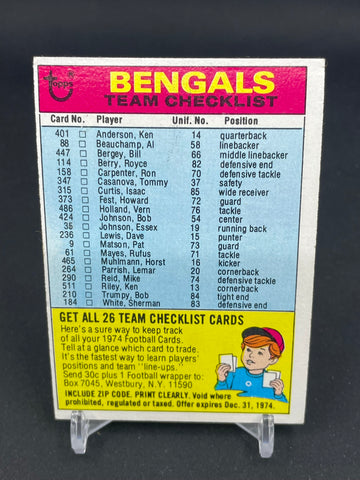 topps ®
BENGALS
TEAM CHECKLIST
Card No. Player Unif. No. Position
401 □ Anderson, Ken 14 quarterback
88 □ Beauchamp, Al 58 linebacker
447 □ Bergey, Bill 66 middle linebacker
114 □ Berry, Royce 82 defensive end
158 □ Carpenter, Ron 70 defensive tackle
347 □ Casanova, Tommy 37 safety
315 □ Curtis, Isaac 85 wide receiver
373 □ Fest, Howard 72 guard
486 □ Holland, Vern 76 tackle
424 □ Johnson, Bob 54 center
35 □ Johnson, Essex 19 running back
236 □ Lewis, Dave 15 punter
9 □ Matson, Pat 73 guard
61 □ Mayes, Rufus 71 tackle
465 □ Muhlmann, Horst 16 kicker
264 □ Parrish, Lemar 20 cornerback
290 □ Reid, Mike 74 defensive tackle
511 □ Riley, Ken 13 cornerback
210 □ Trumpy, Bob 84 tight end
184 □ White, Sherman 83 defensive end
GET ALL 26 TEAM CHECKLIST CARDS
Here's a sure way to keep track
of all your 1974 Football Cards.
Tell at a glance which card to trade.
It's the fastest way to learn players'
positions and team "line-ups."
Send 30c plus 1 Football wrapper to:
Box 7045, Westbury, N.Y. 11590
INCLUDE ZIP CODE. PRINT CLEARLY. Void where
prohibited, regulated or taxed. Offer expires Dec. 31, 1974.